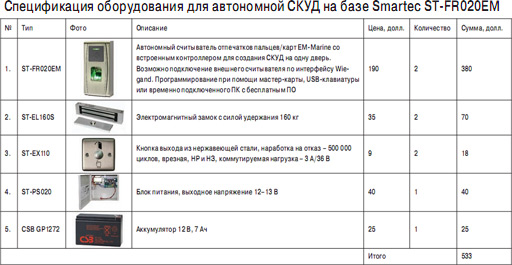 Спецификация оборудования для автономной СКУД на базе Smartec ST-FR020EM
№ Тип Фото Описание Цена, долл. Количество Сумма, долл.
1. ST-FR020EM Автономный считыватель отпечатков пальцев/карт EM-Marine со
встроенным контроллером для создания СКУД на одну дверь.
Возможно подключение внешнего считывателя по интерфейсу Wie-
gand. Программирование при помощи мастер-карты, USB-клавиатуры
или временно подключенного ПК с бесплатным ПО 190 2 380
2. ST-EL160S Электромагнитный замок с силой удержания 160 кг 35 2 70
3. ST-EX110 Кнопка выхода из нержавеющей стали, наработка на отказ – 500 000
циклов, врезная, НР и НЗ, коммутируемая нагрузка – 3 А/36 В 9 2 18
4. ST-PS020 Блок питания, выходное напряжение 12–13 В 40 1 40
5. CSB GP1272 CSB Аккумулятор 12 В, 7 Ач 25 1 25
Итого 533